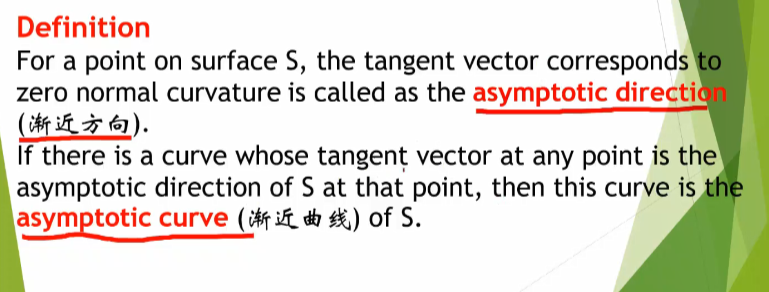 Definition
For a point on surface S, the tangent vector corresponds to
zero normal curvature is called as the asymptotic direction
(渐近方向).
If there is a curve whose tangent vector at any point is the
asymptotic direction of S at that point, then this curve is the
asymptotic curve (渐近曲线) of S.